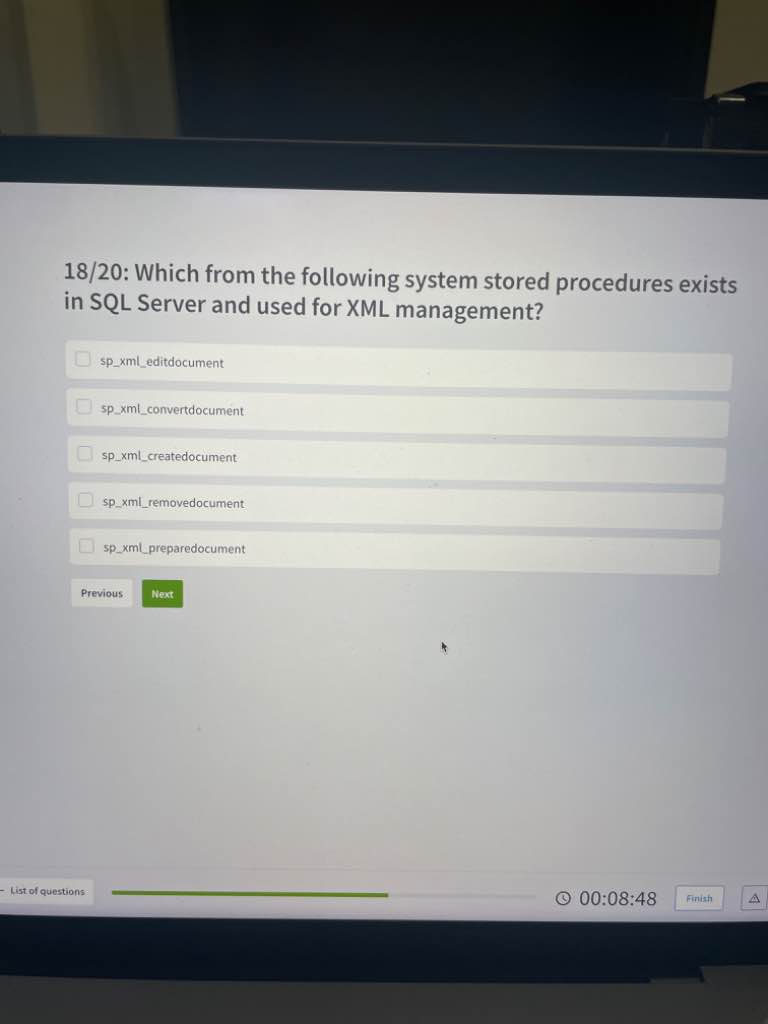 18/20: Which from the following system stored procedures exists
in SQL Server and used for XML management?
sp_xml_editdocument
sp_xml_convertdocument
sp_xml_createdocument
sp_xml_removedocument
sp_xml_preparedocument
Previous Next
List of questions 00:08:48 Finish